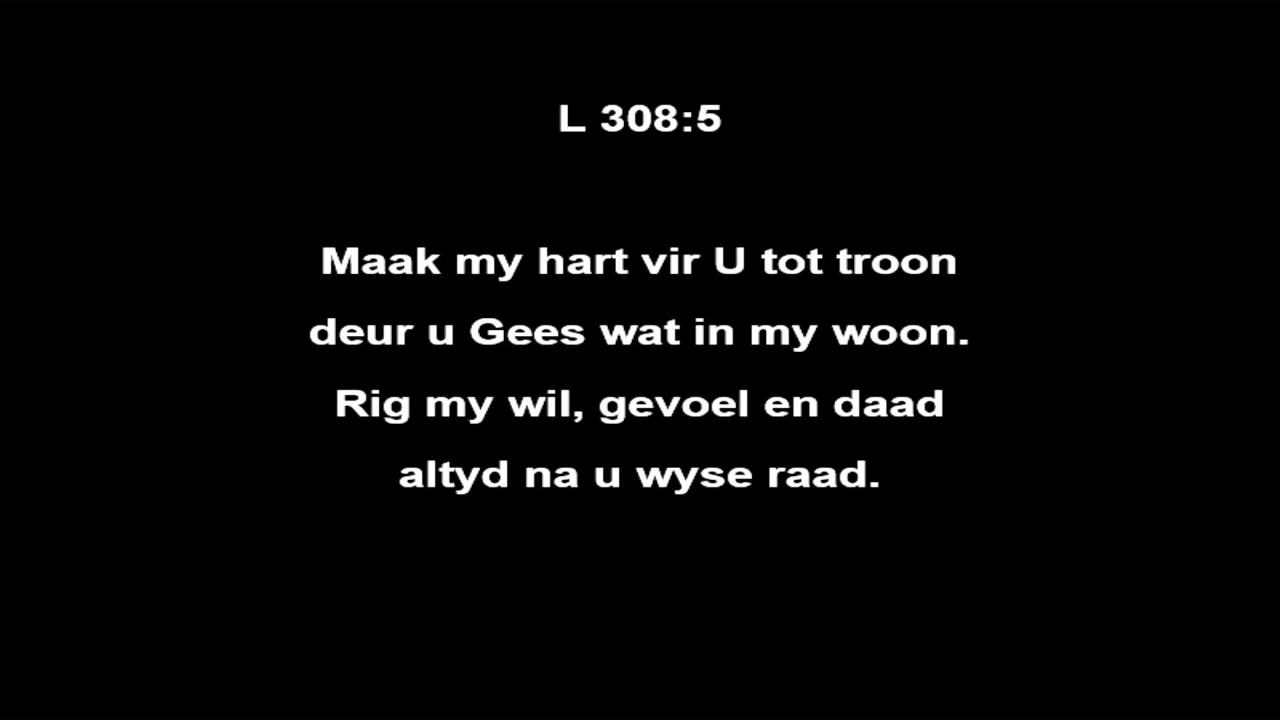 L 308:5
Maak my hart vir U tot troon
deur u Gees wat in my woon.
Rig my wil, gevoel en daad
altyd na u wyse raad.